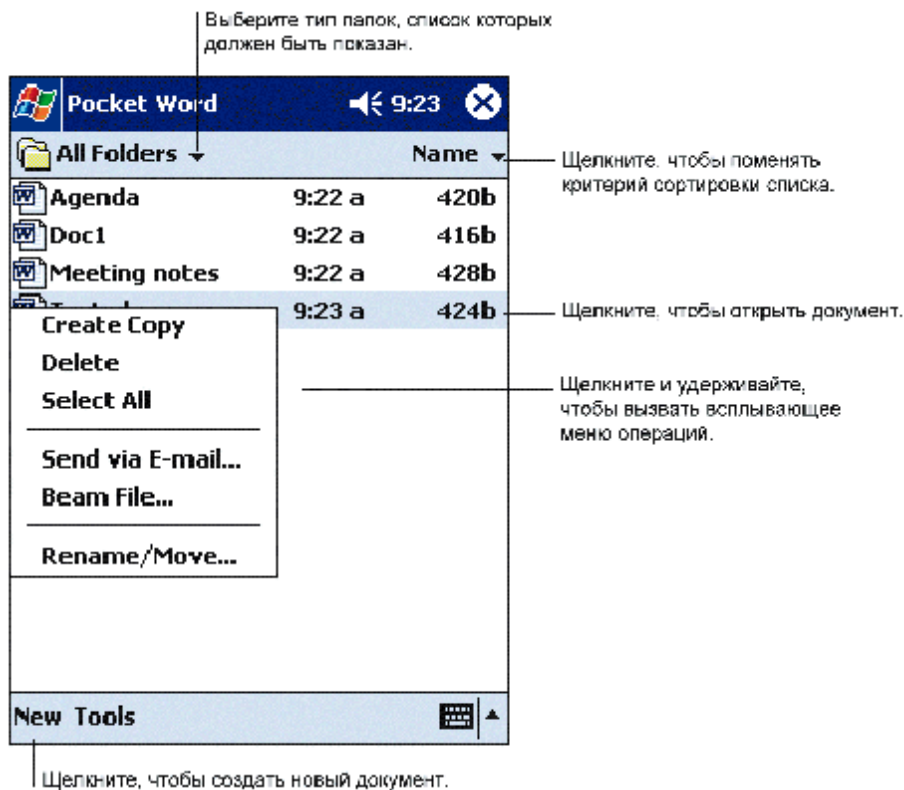 Выберите тип папок, список которых
должен быть показан.
Pocket Word 9:23
All Folders Name
Щелкните, чтобы поменять
критерий сортировки списка.
Agenda 9:22 a 420b
Doc1 9:22 a 416b
Meeting notes 9:22 a 428b
9:23 a 424b
Щелкните, чтобы открыть документ.
Create Copy
Delete
Select All
Щелкните и удерживайте,
чтобы вызвать всплывающее
меню операций.
Send via E-mail...
Beam File...
Rename/Move...
New Tools
Щелкните, чтобы создать новый документ.